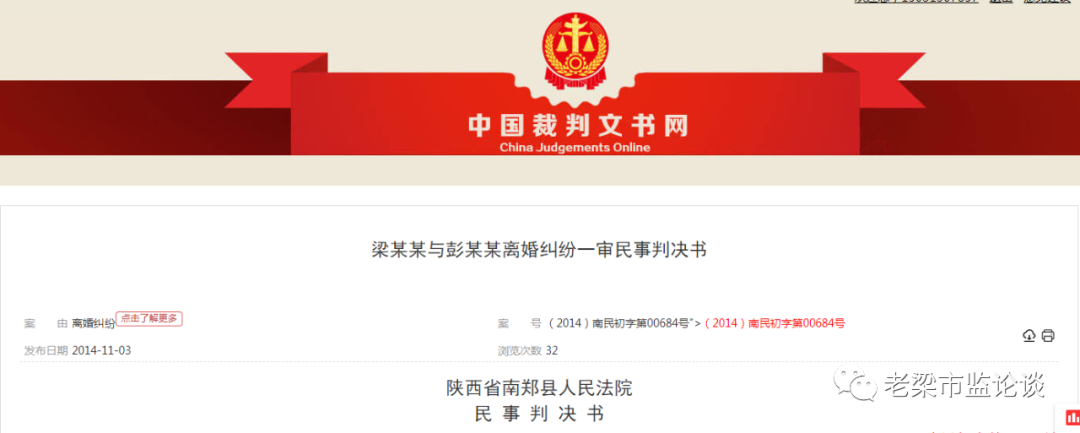 中国裁判文书网
China Judgements Online
梁某某与彭某某离婚纠纷一审民事判决书
案 由 离婚纠纷 点击了解更多
案 号 （2014）南民初字第00684号">（2014）南民初字第00684号
发布日期 2014-11-03
浏览次数 32
陕西省南郑县人民法院
民 事 判 决 书
老梁市监论谈